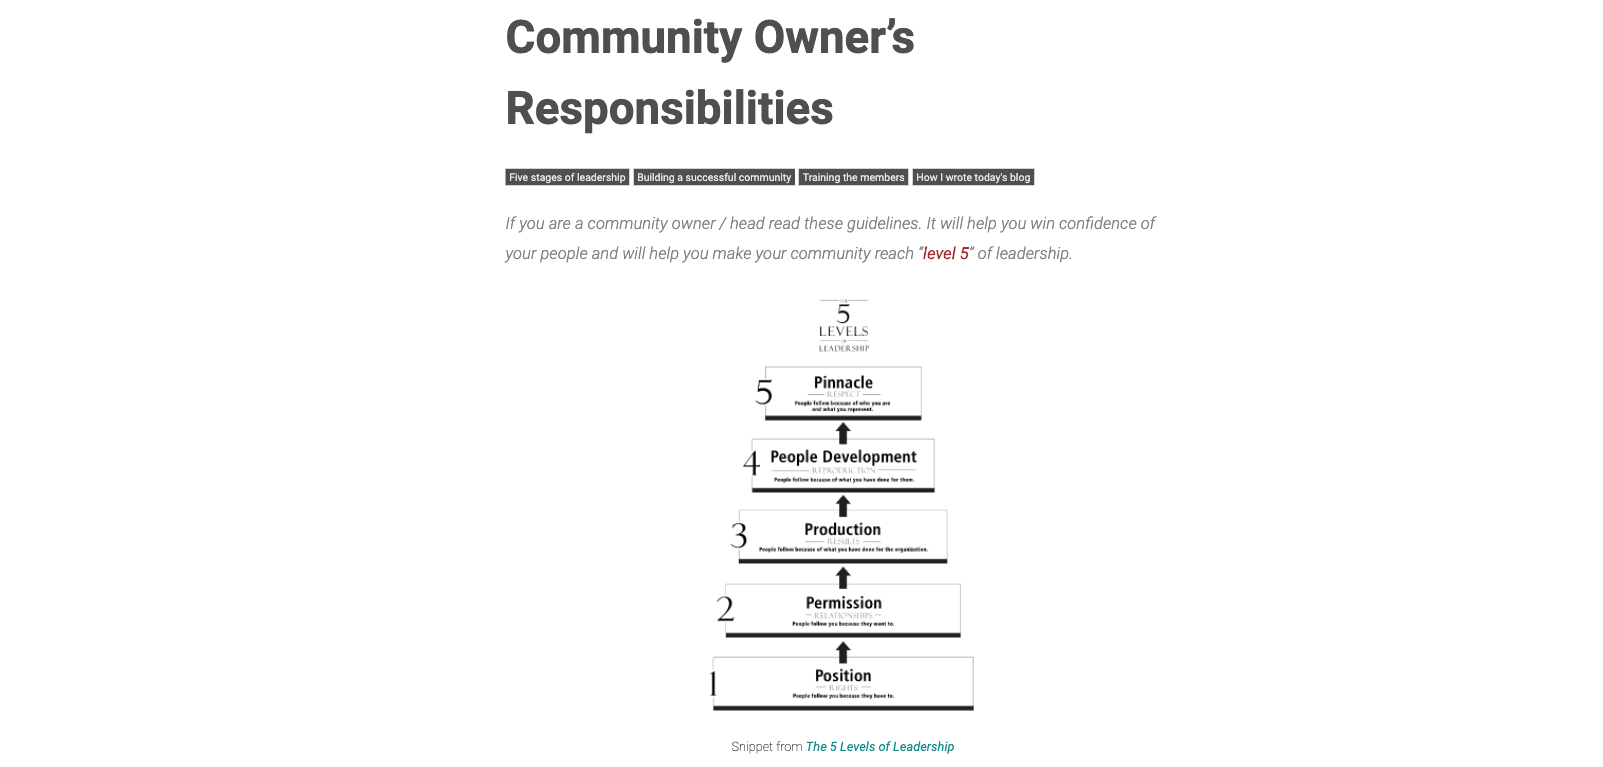 Community Owner’s
Responsibilities
Five stages of leadership Building a successful community Training the members How I wrote today's blog
If you are a community owner / head read these guidelines. It will help you win confidence of
your people and will help you make your community reach “level 5” of leadership.
THE
5
LEVELS
OF
LEADERSHIP
5
Pinnacle
RESPECT
People follow because of who you are
and what you represent.
4
People Development
REPRODUCTION
People follow because of what you have done for them.
3
Production
RESULTS
People follow because of what you have done for the organization.
2
Permission
RELATIONSHIPS
People follow you because they want to.
1
Position
RIGHTS
People follow you because they have to.
Snippet from The 5 Levels of Leadership